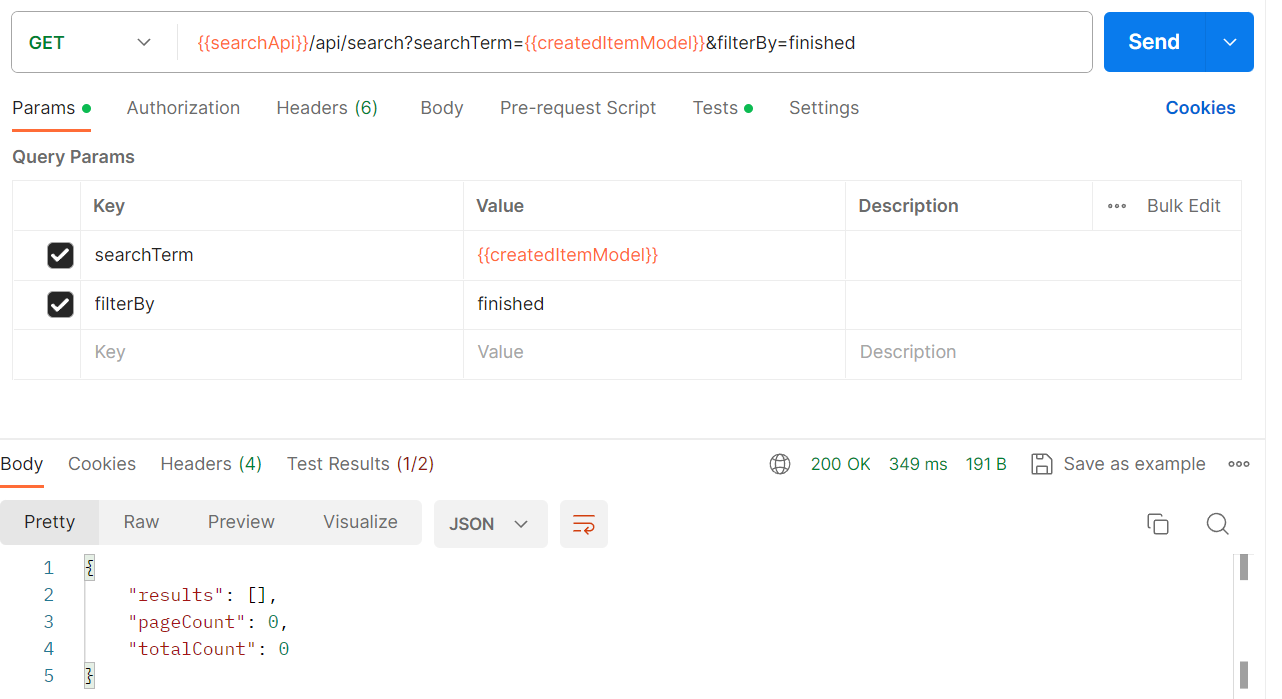 GET {{searchApi}}/api/search?searchTerm={{createdItemModel}}&filterBy=finished Send
Params Authorization Headers (6) Body Pre-request Script Tests Settings Cookies
Query Params
Key Value Description Bulk Edit
searchTerm {{createdItemModel}}
filterBy finished
Key Value Description
Body Cookies Headers (4) Test Results (1/2) 200 OK 349 ms 191 B Save as example
Pretty Raw Preview Visualize JSON
1 {
2 "results": [],
3 "pageCount": 0,
4 "totalCount": 0
5 }